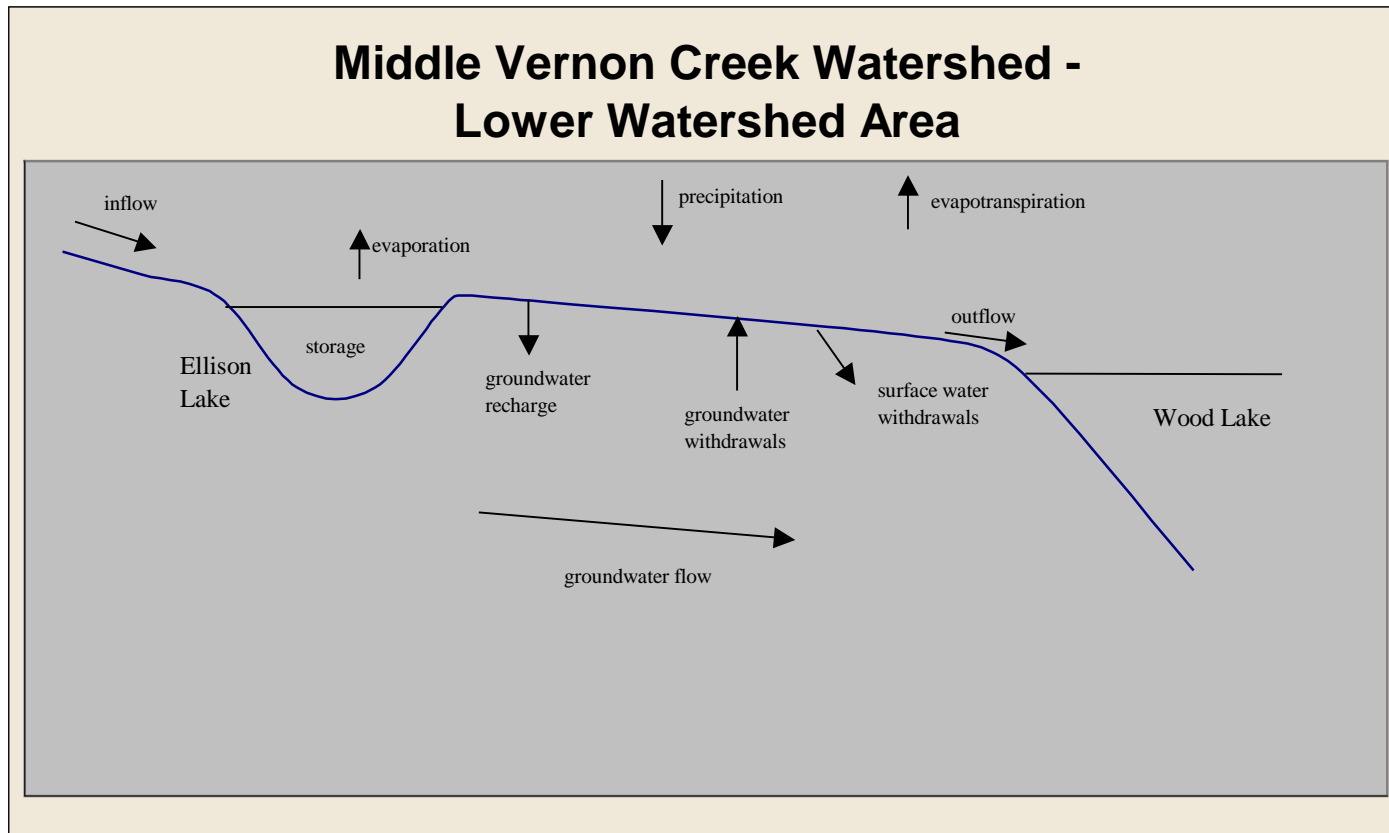 Middle Vernon Creek Watershed -
Lower Watershed Area
inflow
precipitation
evapotranspiration
evaporation
storage
Ellison
Lake
groundwater
recharge
groundwater
withdrawals
surface water
withdrawals
outflow
Wood Lake
groundwater flow